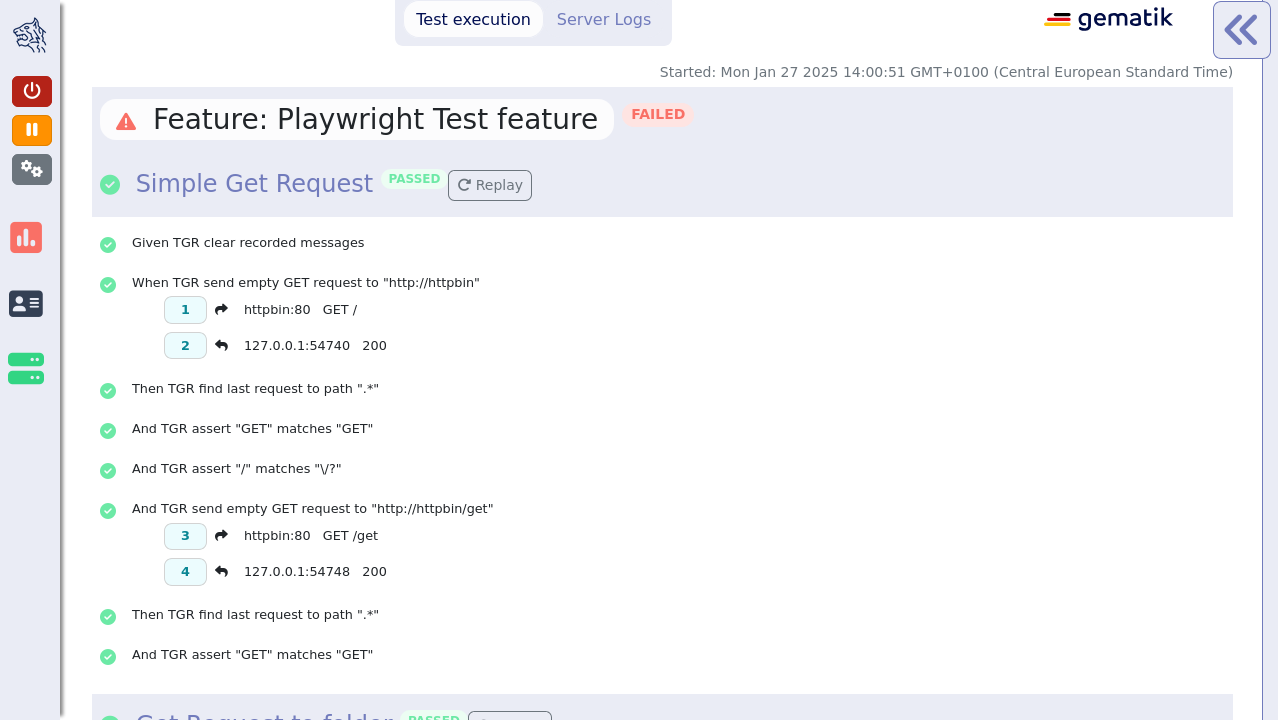 Test execution Server Logs
gematik
Started: Mon Jan 27 2025 14:00:51 GMT+0100 (Central European Standard Time)
Feature: Playwright Test feature FAILED
Simple Get Request PASSED Replay
Given TGR clear recorded messages
When TGR send empty GET request to "http://httpbin"
1 httpbin:80 GET /
2 127.0.0.1:54740 200
Then TGR find last request to path ".*"
And TGR assert "GET" matches "GET"
And TGR assert "/" matches "\/?"
And TGR send empty GET request to "http://httpbin/get"
3 httpbin:80 GET /get
4 127.0.0.1:54748 200
Then TGR find last request to path ".*"
And TGR assert "GET" matches "GET"
Get Request to folder PASSED